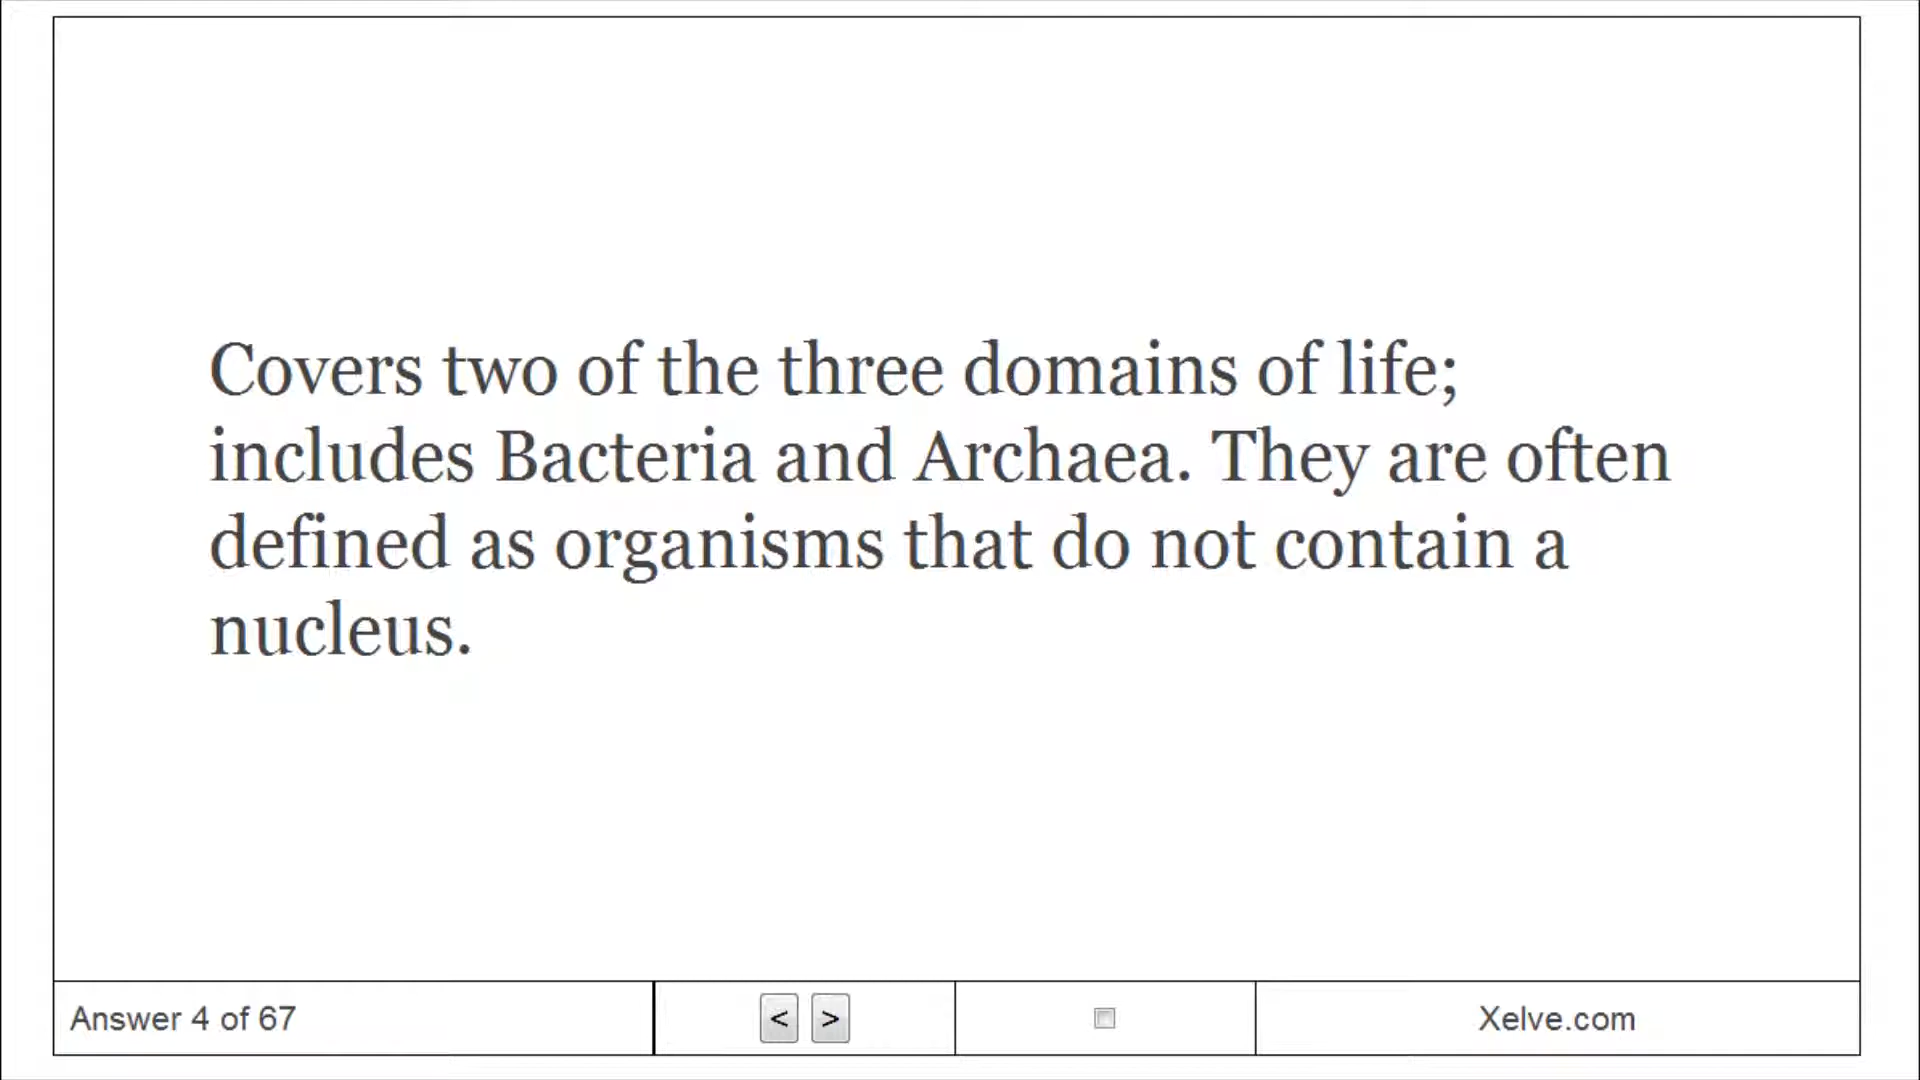 Covers two of the three domains of life;
includes Bacteria and Archaea. They are often
defined as organisms that do not contain a
nucleus.
Answer 4 of 67
< >
Xelve.com